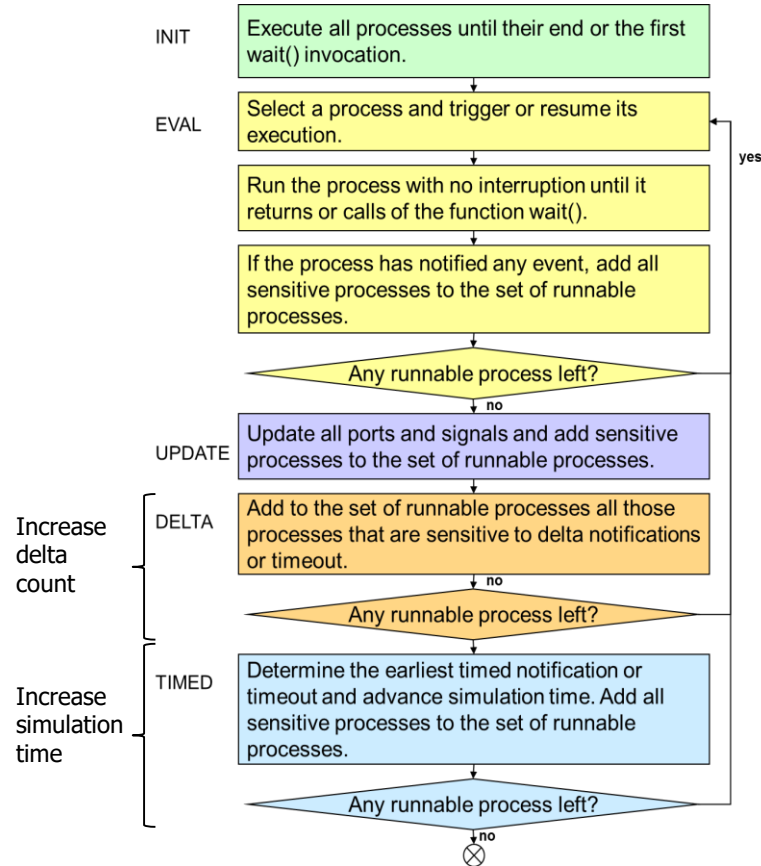 INIT
Execute all processes until their end or the first
wait() invocation.
EVAL
Select a process and trigger or resume its
execution.
yes
Run the process with no interruption until it
returns or calls of the function wait().
If the process has notified any event, add all
sensitive processes to the set of runnable
processes.
Any runnable process left?
no
UPDATE
Update all ports and signals and add sensitive
processes to the set of runnable processes.
Increase
delta
count
DELTA
Add to the set of runnable processes all those
processes that are sensitive to delta notifications
or timeout.
no
Any runnable process left?
Increase
simulation
time
TIMED
Determine the earliest timed notification or
timeout and advance simulation time. Add all
sensitive processes to the set of runnable
processes.
Any runnable process left?
no